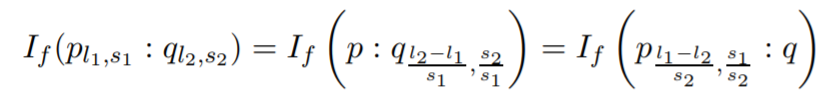 $I_f(p_{l_1,s_1} : q_{l_2,s_2}) = I_f\left(p : q_{\frac{l_2-l_1}{s_1},\frac{s_2}{s_1}}\right) = I_f\left(p_{\frac{l_1-l_2}{s_2},\frac{s_1}{s_2}} : q\right)$